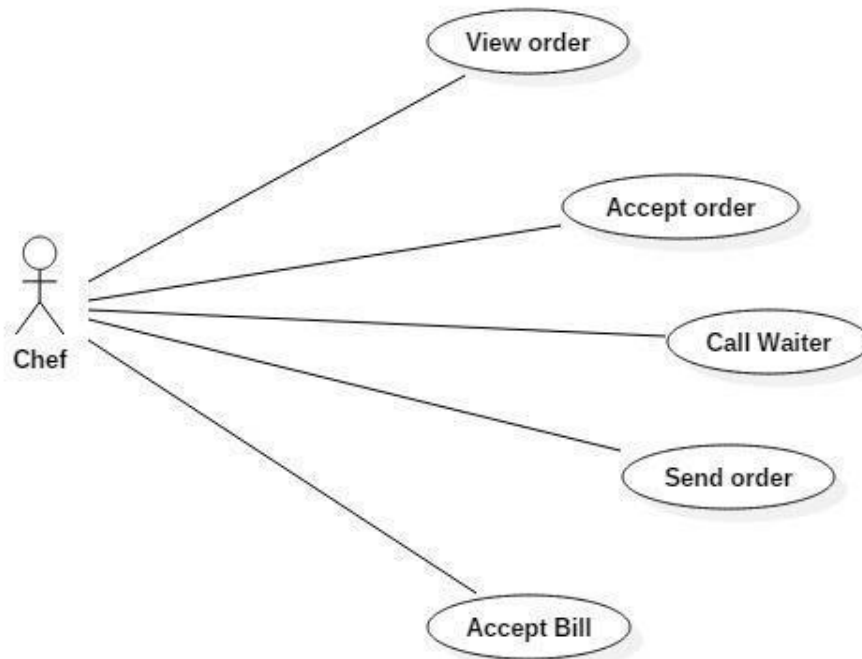 View order
Accept order
Chef
Call Waiter
Send order
Accept Bill